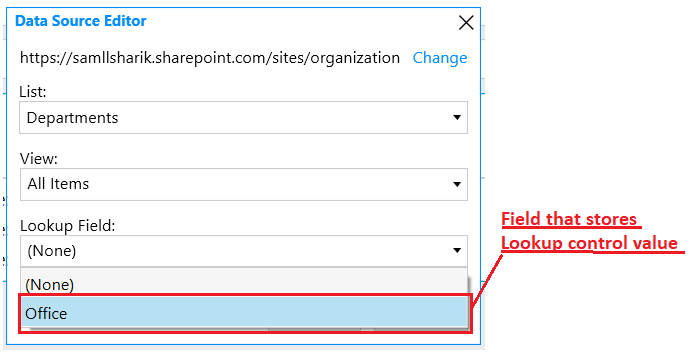 Data Source Editor
https://samllsharik.sharepoint.com/sites/organization Change
List:
Departments
View:
All Items
Lookup Field:
(None)
(None)
Office
Field that stores
Lookup control value